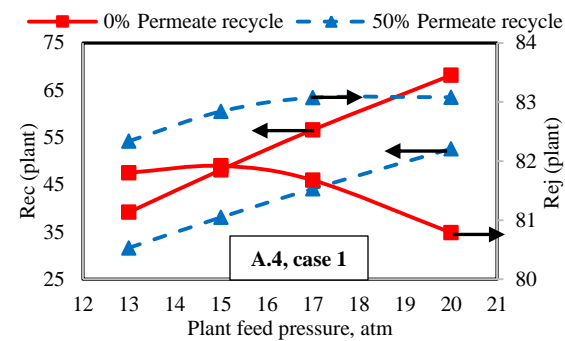 0% Permeate recycle 50% Permeate recycle
75 84
65 83
55 82
45 81
35 80
25
Rec (plant)
Rej (plant)
A.4, case 1
12 13 14 15 16 17 18 19 20 21
Plant feed pressure, atm